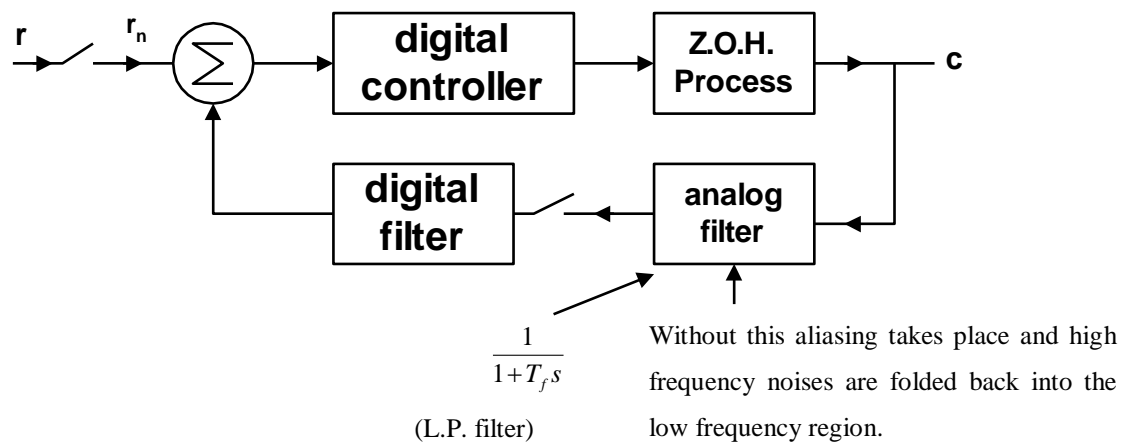 r
rₙ
Σ
digital
controller
Z.O.H.
Process
c
digital
filter
analog
filter
1
1+T_f s
(L.P. filter)
Without this aliasing takes place and high
frequency noises are folded back into the
low frequency region.